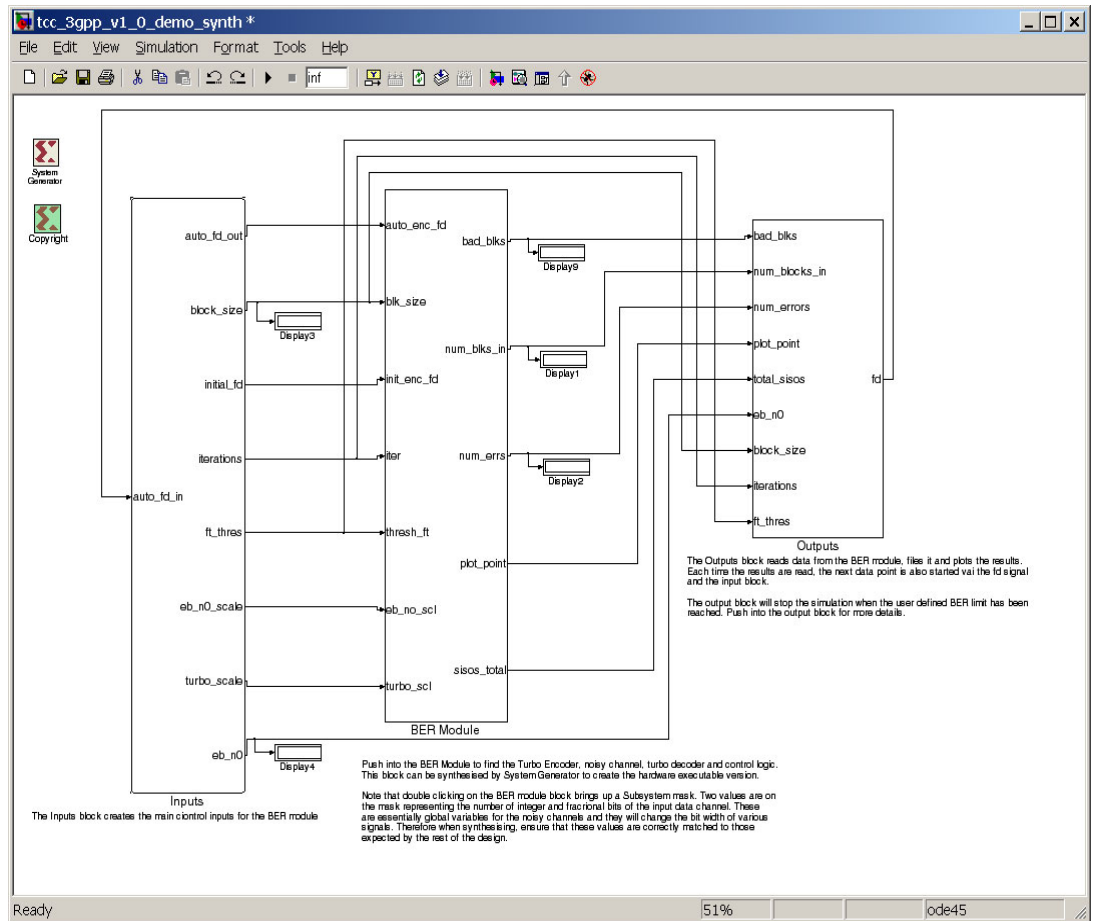 tcc_3gpp_v1_0_demo_synth *
File Edit View Simulation Format Tools Help
inf
System
Generator
Copyright
auto_fd_out
block_size
initial_fd
iterations
auto_fd_in
ft_thres
eb_n0_scale
turbo_scale
eb_n0
Inputs
The Inputs block creates the main ciontrol inputs for the BER module
Display3
Display4
auto_enc_fd
blk_size
init_enc_fd
iter
thresh_ft
eb_no_scl
turbo_scl
bad_blks
num_blks_in
num_errs
plot_point
sisos_total
BER Module
Display9
Display1
Display2
bad_blks
num_blocks_in
num_errors
plot_point
total_sisos
eb_n0
block_size
iterations
ft_thres
fd
Outputs
The Outputs block reads data from the BER module, files it and plots the results.
Each time the results are read, the next data point is also started vai the fd signal
and the input block.
The output block will stop the simulation when the user defined BER limit has been
reached. Push into the output block for more details.
Push into the BER Module to find the Turbo Encoder, noisy channel, turbo decoder and control logic.
This block can be synthesised by System Generator to create the hardware executable version.
Note that double clicking on the BER module block brings up a Subsystem mask. Two values are on
the mask representing the number of integer and fracrional bits of the input data channel. These
are essentially global variables for the noisy channels and they will change the bit width of various
signals. Therefore when synthesising, ensure that these values are correctly matched to those
expected by the rest of the design.
Ready
51%
ode45